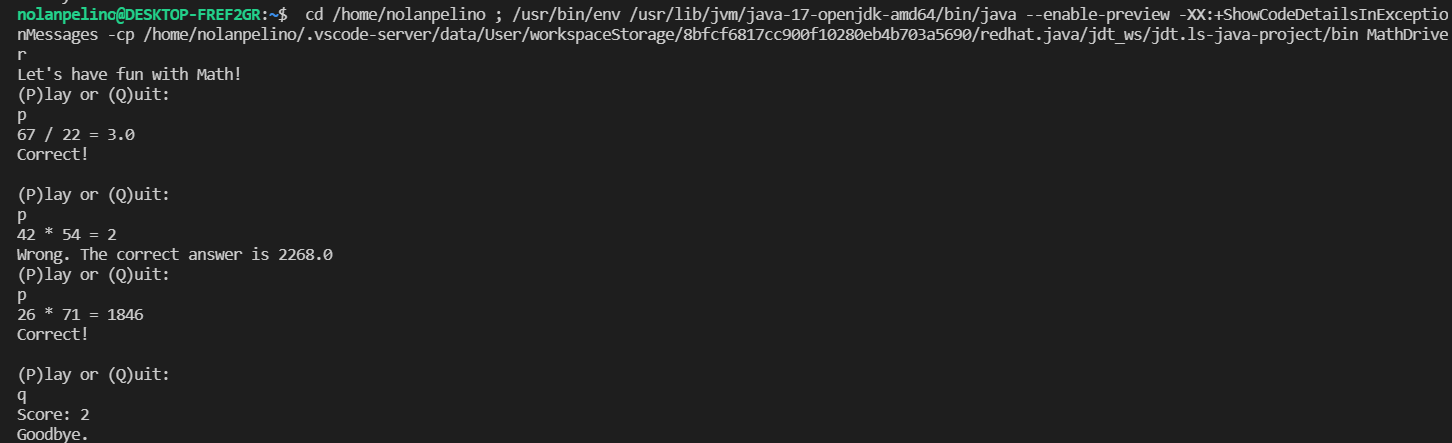 nolanpelino@DESKTOP-FREF2GR:~$  cd /home/nolanpelino ; /usr/bin/env /usr/lib/jvm/java-17-openjdk-amd64/bin/java --enable-preview -XX:+ShowCodeDetailsInExceptio
nMessages -cp /home/nolanpelino/.vscode-server/data/User/workspaceStorage/8bfcf6817cc900f10280eb4b703a5690/redhat.java/jdt_ws/jdt.ls-java-project/bin MathDrive
r
Let's have fun with Math!
(P)lay or (Q)uit:
p
67 / 22 = 3.0
Correct!

(P)lay or (Q)uit:
p
42 * 54 = 2
Wrong. The correct answer is 2268.0
(P)lay or (Q)uit:
p
26 * 71 = 1846
Correct!

(P)lay or (Q)uit:
q
Score: 2
Goodbye.